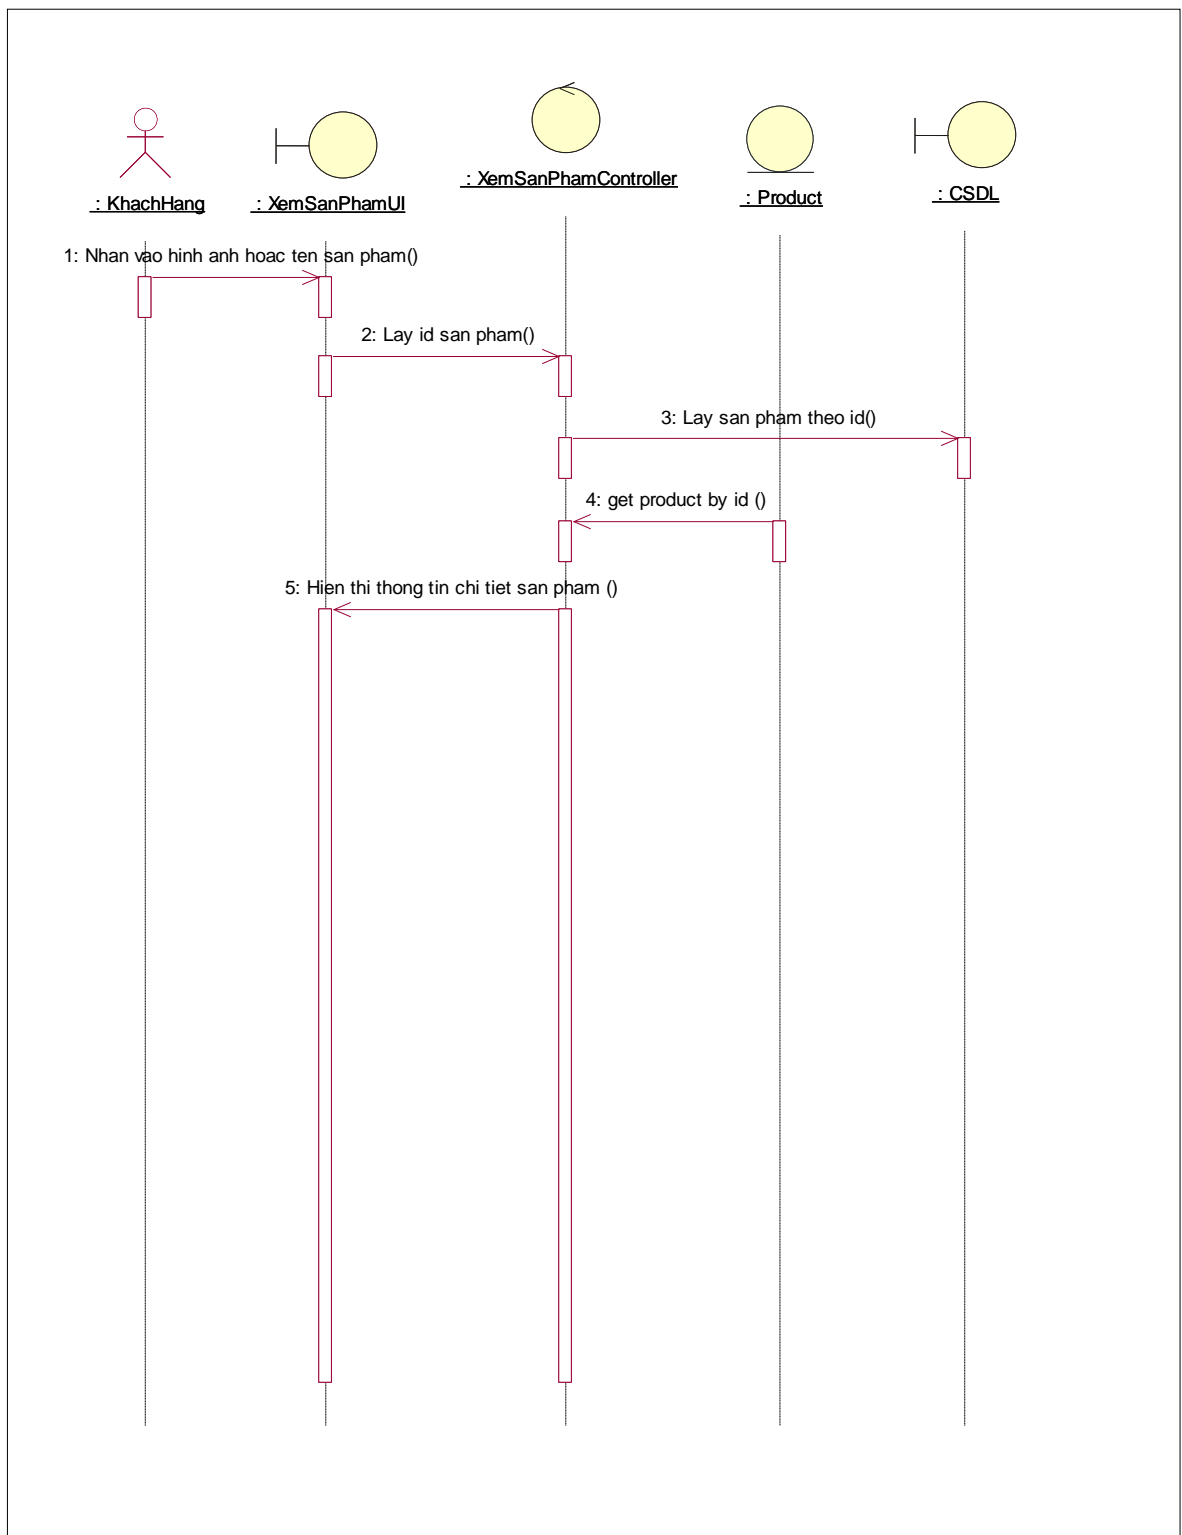 : KhachHang
: XemSanPhamUI
: XemSanPhamController
: Product
: CSDL
1: Nhan vao hinh anh hoac ten san pham()
2: Lay id san pham()
3: Lay san pham theo id()
4: get product by id ()
5: Hien thi thong tin chi tiet san pham ()